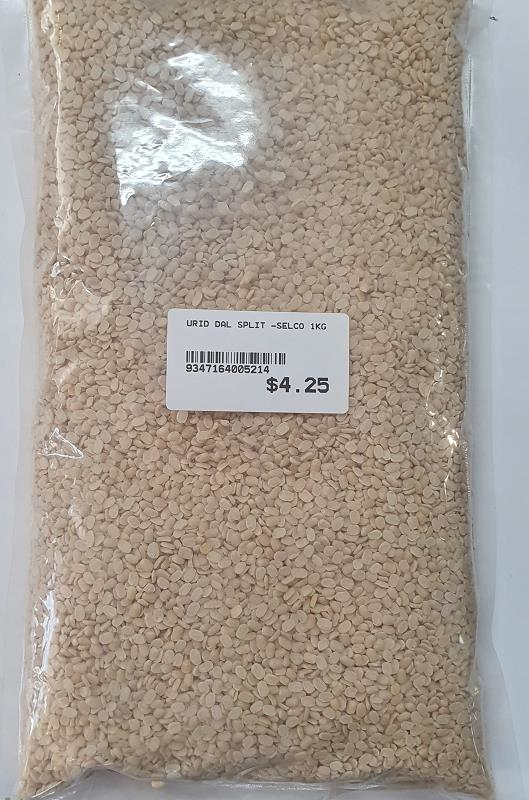 URID DAL SPLIT -SELCO 1KG
9347164005214
$4.25